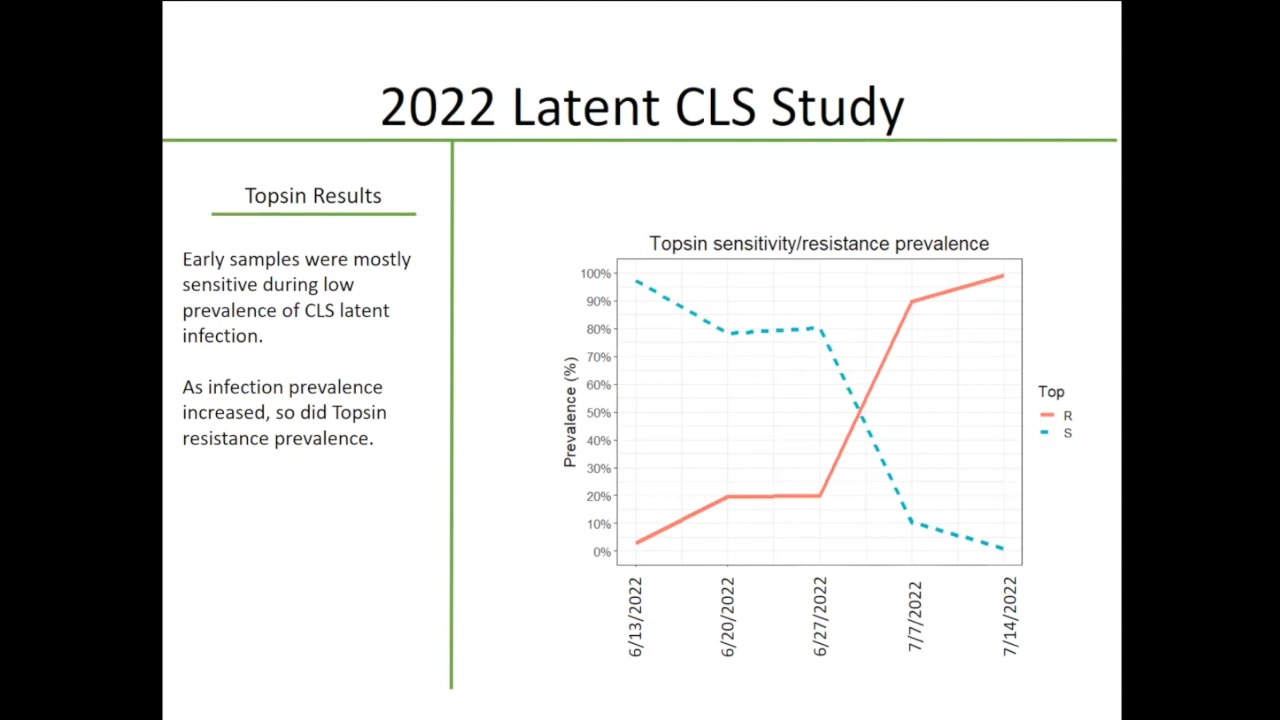 2022 Latent CLS Study
Topsin Results
Early samples were mostly
sensitive during low
prevalence of CLS latent
infection.
As infection prevalence
increased, so did Topsin
resistance prevalence.
Topsin sensitivity/resistance prevalence
Prevalence (%)
100%
90%
80%
70%
60%
50%
40%
30%
20%
10%
0%
6/13/2022
6/20/2022
6/27/2022
7/7/2022
7/14/2022
Top
R
S